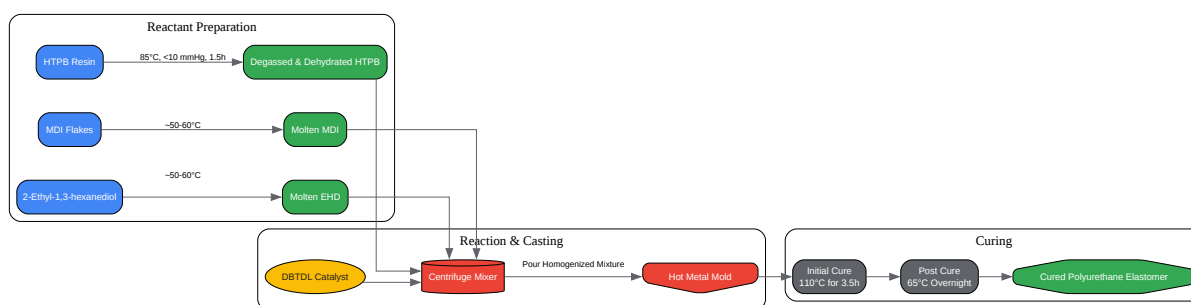 Reactant Preparation
HTPB Resin
85°C, <10 mmHg, 1.5h
Degassed & Dehydrated HTPB
MDI Flakes
~50-60°C
Molten MDI
2-Ethyl-1,3-hexanediol
~50-60°C
Molten EHD
Reaction & Casting
DBTDL Catalyst
Centrifuge Mixer
Pour Homogenized Mixture
Hot Metal Mold
Curing
Initial Cure
110°C for 3.5h
Post Cure
65°C Overnight
Cured Polyurethane Elastomer